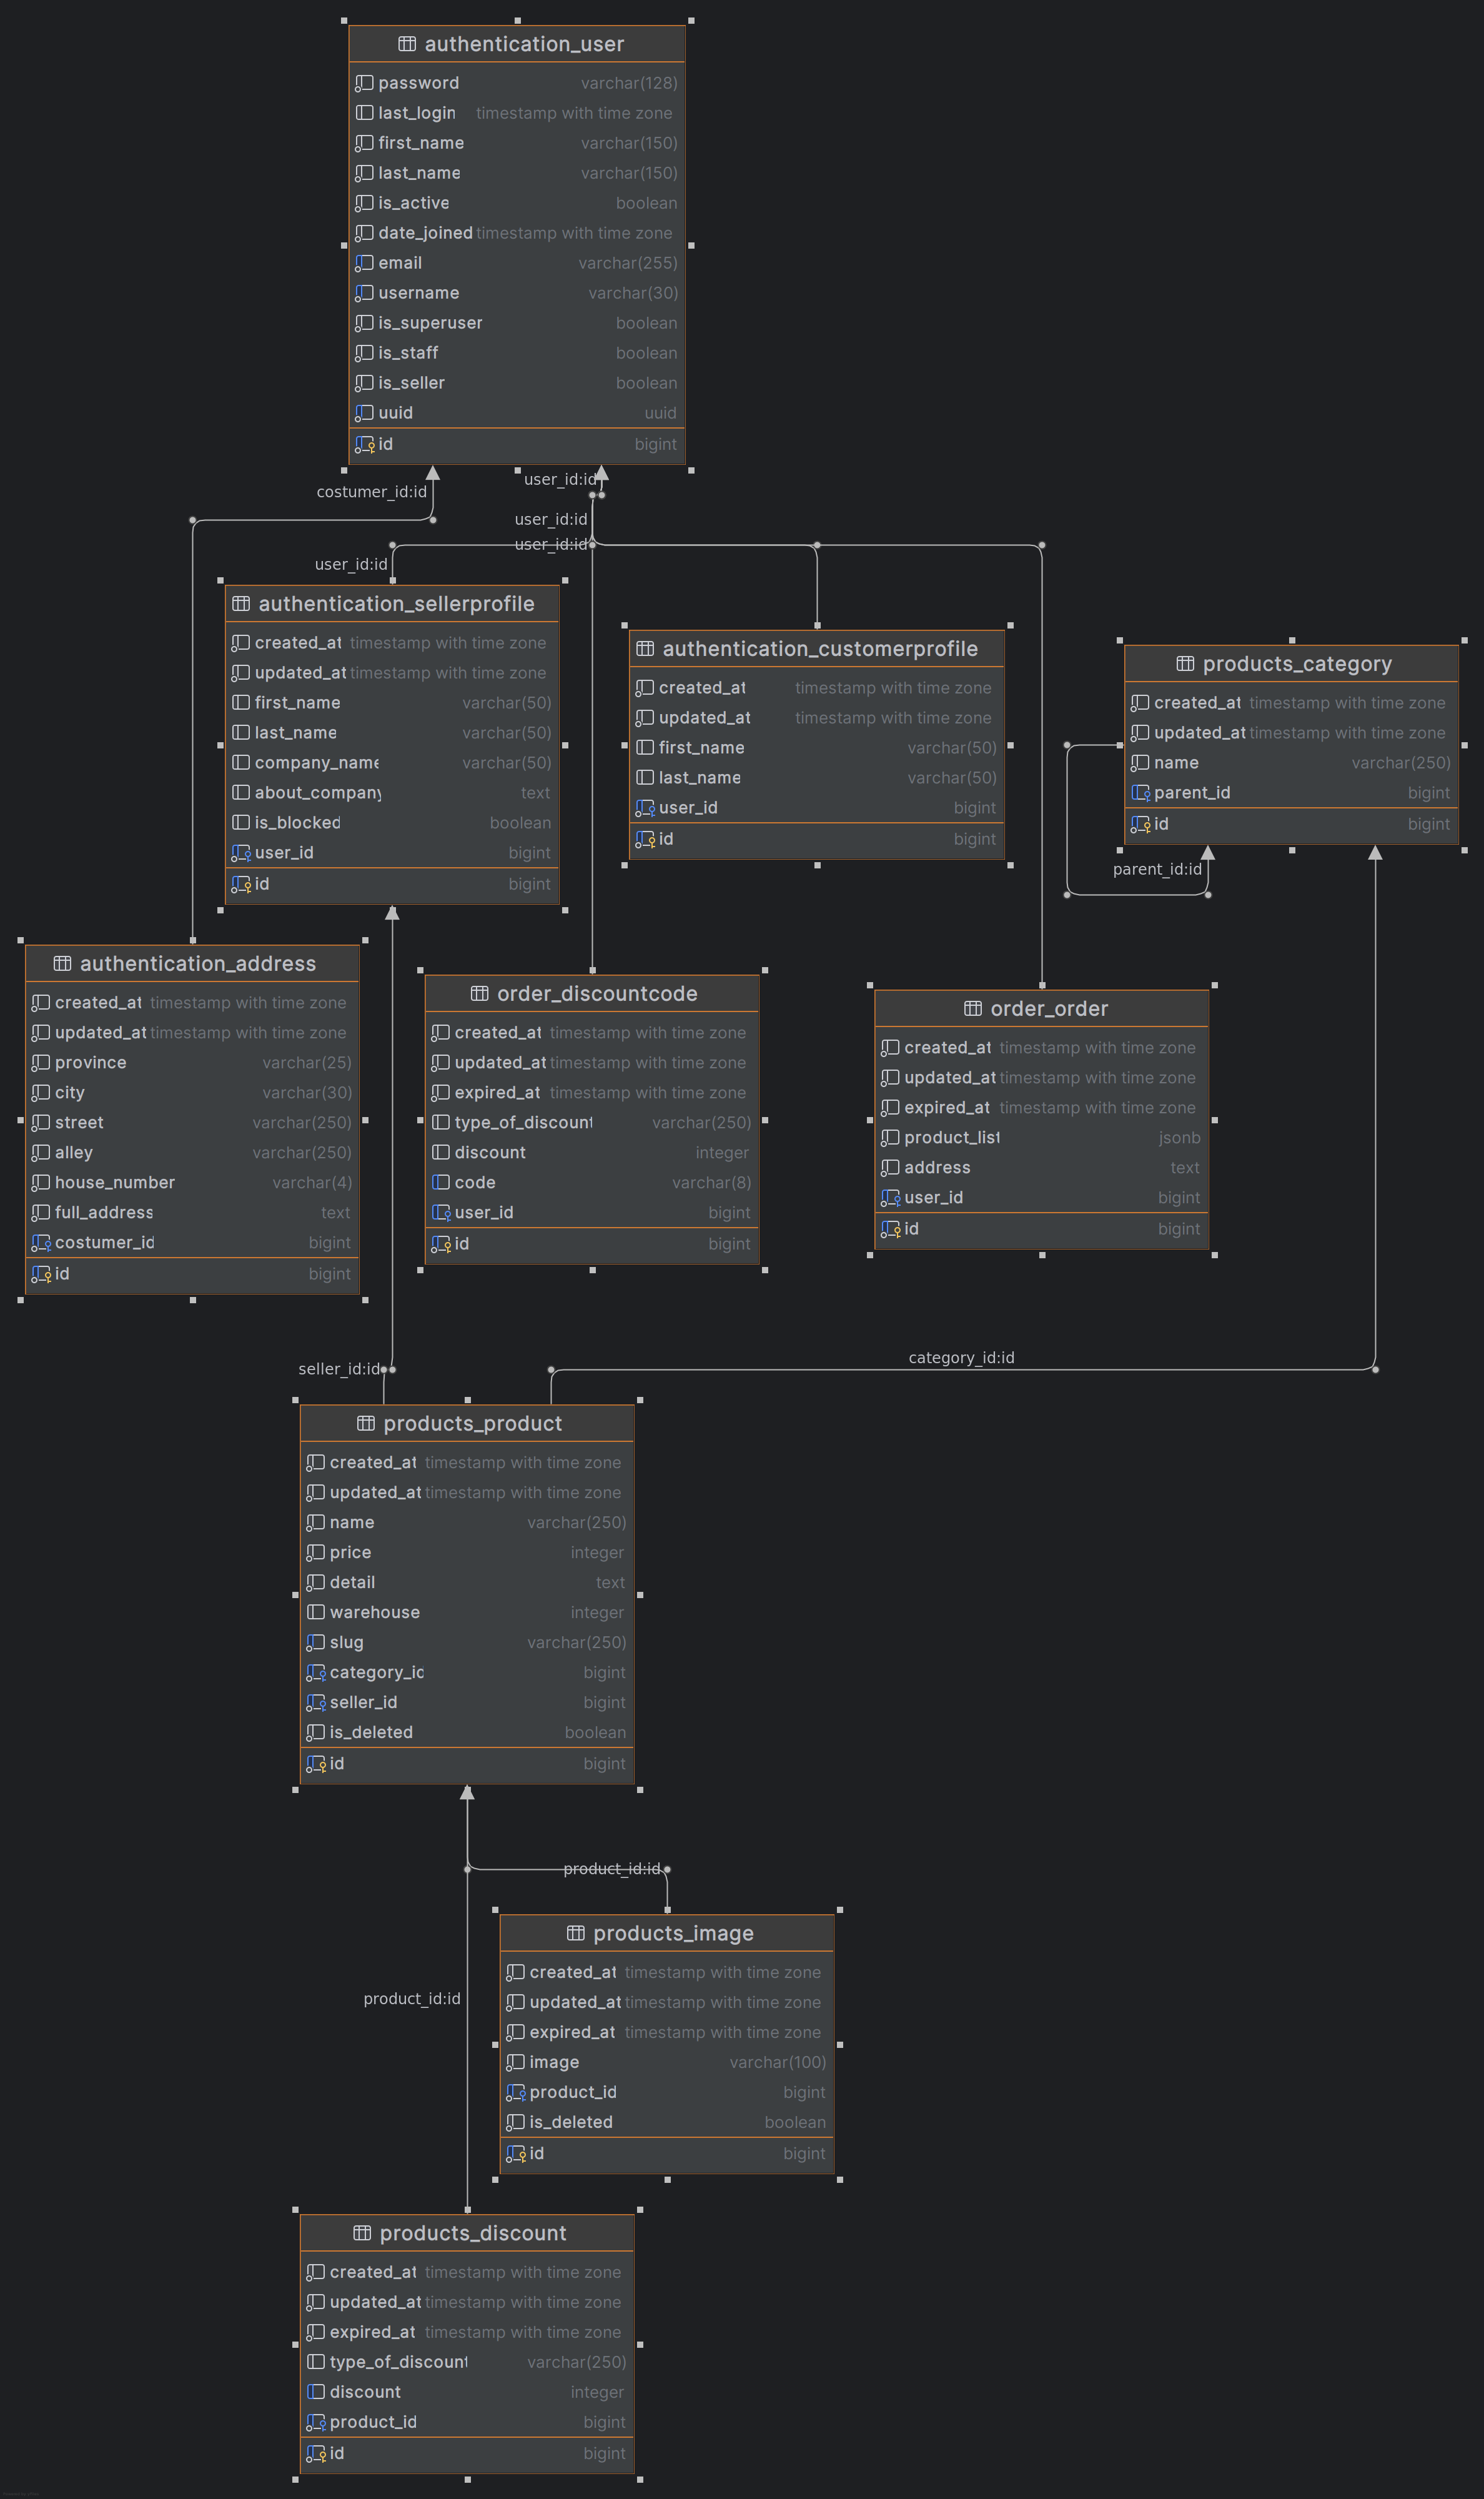 authentication_user
password varchar(128)
last_login timestamp with time zone
first_name varchar(150)
last_name varchar(150)
is_active boolean
date_joined timestamp with time zone
email varchar(255)
username varchar(30)
is_superuser boolean
is_staff boolean
is_seller boolean
uuid uuid
id bigint
costumer_id:id
user_id:id
user_id:id
user_id:id
user_id:id
authentication_sellerprofile
created_at timestamp with time zone
updated_at timestamp with time zone
first_name varchar(50)
last_name varchar(50)
company_name varchar(50)
about_company text
is_blocked boolean
user_id bigint
id bigint
authentication_customerprofile
created_at timestamp with time zone
updated_at timestamp with time zone
first_name varchar(50)
last_name varchar(50)
user_id bigint
id bigint
products_category
created_at timestamp with time zone
updated_at timestamp with time zone
name varchar(250)
parent_id bigint
id bigint
parent_id:id
authentication_address
created_at timestamp with time zone
updated_at timestamp with time zone
province varchar(25)
city varchar(30)
street varchar(250)
alley varchar(250)
house_number varchar(4)
full_address text
costumer_id bigint
id bigint
order_discountcode
created_at timestamp with time zone
updated_at timestamp with time zone
expired_at timestamp with time zone
type_of_discount varchar(250)
discount integer
code varchar(8)
user_id bigint
id bigint
order_order
created_at timestamp with time zone
updated_at timestamp with time zone
expired_at timestamp with time zone
product_list jsonb
address text
user_id bigint
id bigint
seller_id:id
category_id:id
products_product
created_at timestamp with time zone
updated_at timestamp with time zone
name varchar(250)
price integer
detail text
warehouse integer
slug varchar(250)
category_id bigint
seller_id bigint
is_deleted boolean
id bigint
product_id:id
products_image
created_at timestamp with time zone
updated_at timestamp with time zone
expired_at timestamp with time zone
image varchar(100)
product_id bigint
is_deleted boolean
id bigint
product_id:id
products_discount
created_at timestamp with time zone
updated_at timestamp with time zone
expired_at timestamp with time zone
type_of_discount varchar(250)
discount integer
product_id bigint
id bigint